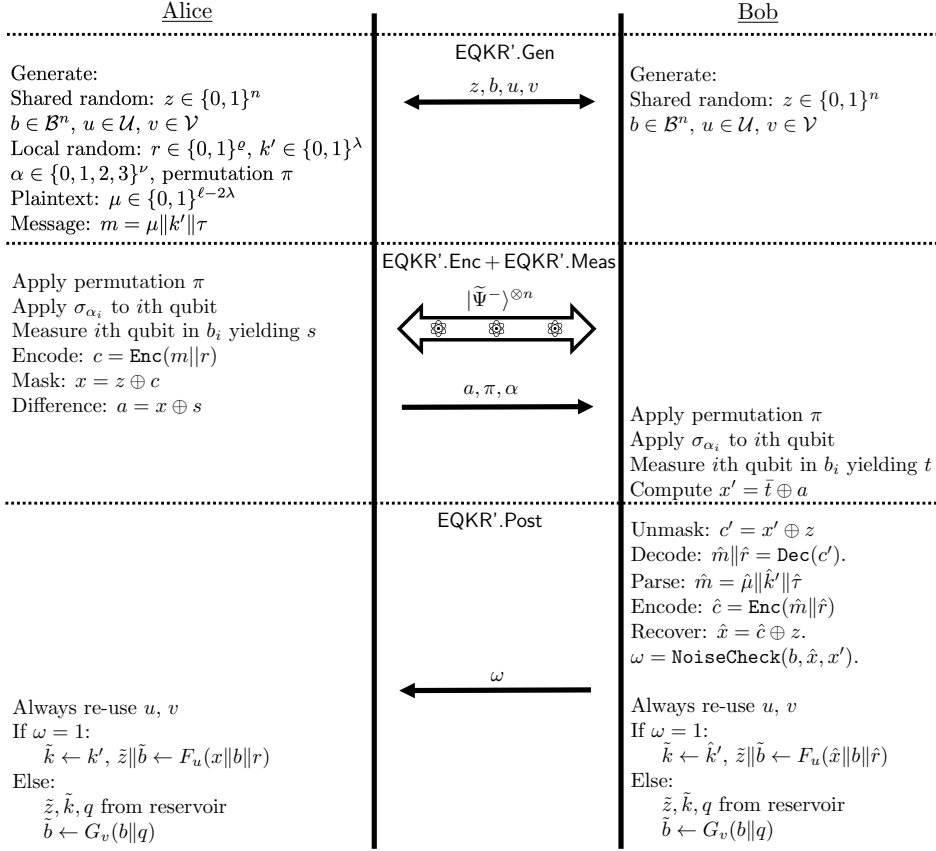 Alice
Bob
EQKR'.Gen
z, b, u, v
Generate:
Shared random: z ∈ {0, 1}ⁿ
b ∈ 𝓑ⁿ, u ∈ 𝓤, v ∈ 𝓥
Local random: r ∈ {0, 1}^ϱ, k′ ∈ {0, 1}^λ
α ∈ {0, 1, 2, 3}^ν, permutation π
Plaintext: μ ∈ {0, 1}^{ℓ−2λ}
Message: m = μ‖k′‖τ
Generate:
Shared random: z ∈ {0, 1}ⁿ
b ∈ 𝓑ⁿ, u ∈ 𝓤, v ∈ 𝓥
EQKR'.Enc + EQKR'.Meas
|Ψ̃⁻⟩^{⊗n}
Apply permutation π
Apply σ_{α_i} to ith qubit
Measure ith qubit in b_i yielding s
Encode: c = Enc(m||r)
Mask: x = z ⊕ c
Difference: a = x ⊕ s
a, π, α
Apply permutation π
Apply σ_{α_i} to ith qubit
Measure ith qubit in b_i yielding t
Compute x′ = t̄ ⊕ a
EQKR'.Post
Unmask: c′ = x′ ⊕ z
Decode: m̂‖r̂ = Dec(c′).
Parse: m̂ = μ̂‖k̂′‖τ̂
Encode: ĉ = Enc(m̂‖r̂)
Recover: x̂ = ĉ ⊕ z.
ω = NoiseCheck(b, x̂, x′).
ω
Always re-use u, v
If ω = 1:
k̃ ← k′, z̃‖b̃ ← F_u(x‖b‖r)
Else:
z̃, k̃, q from reservoir
b̃ ← G_v(b‖q)
Always re-use u, v
If ω = 1:
k̃ ← k̂′, z̃‖b̃ ← F_u(x̂‖b‖r̂)
Else:
z̃, k̃, q from reservoir
b̃ ← G_v(b‖q)